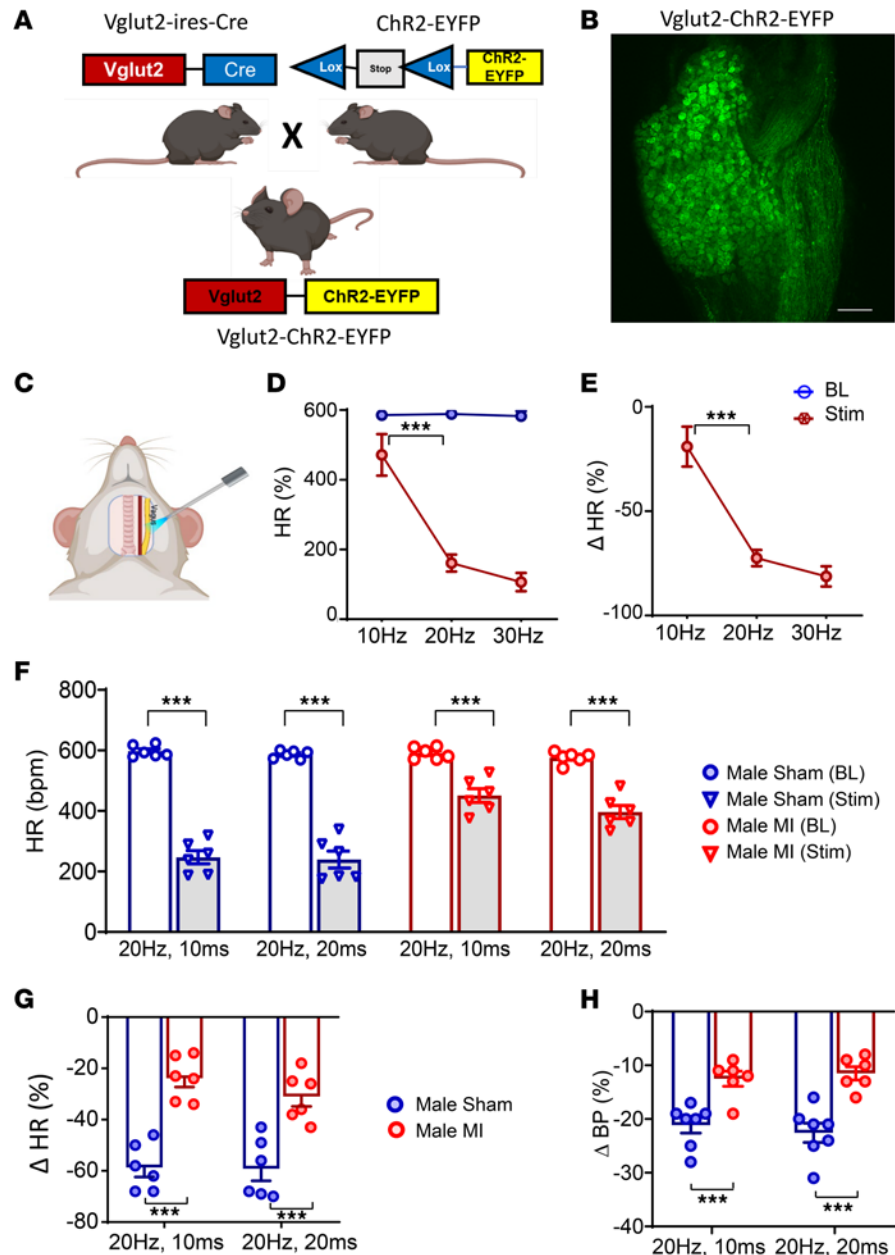 A
Vglut2-ires-Cre
ChR2-EYFP
Vglut2
Cre
Lox
Stop
Lox
ChR2-
EYFP
X
Vglut2
ChR2-EYFP
Vglut2-ChR2-EYFP
B
Vglut2-ChR2-EYFP
C
Vagus
D
600
400
200
0
HR (%)
***
10Hz 20Hz 30Hz
E
0
-50
-100
Δ HR (%)
***
10Hz 20Hz 30Hz
BL
Stim
F
800
600
400
200
0
HR (bpm)
*** *** *** ***
20Hz, 10ms 20Hz, 20ms 20Hz, 10ms 20Hz, 20ms
Male Sham (BL)
Male Sham (Stim)
Male MI (BL)
Male MI (Stim)
G
0
-20
-40
-60
-80
Δ HR (%)
*** ***
20Hz, 10ms 20Hz, 20ms
Male Sham
Male MI
H
0
-10
-20
-30
-40
Δ BP (%)
*** ***
20Hz, 10ms 20Hz, 20ms